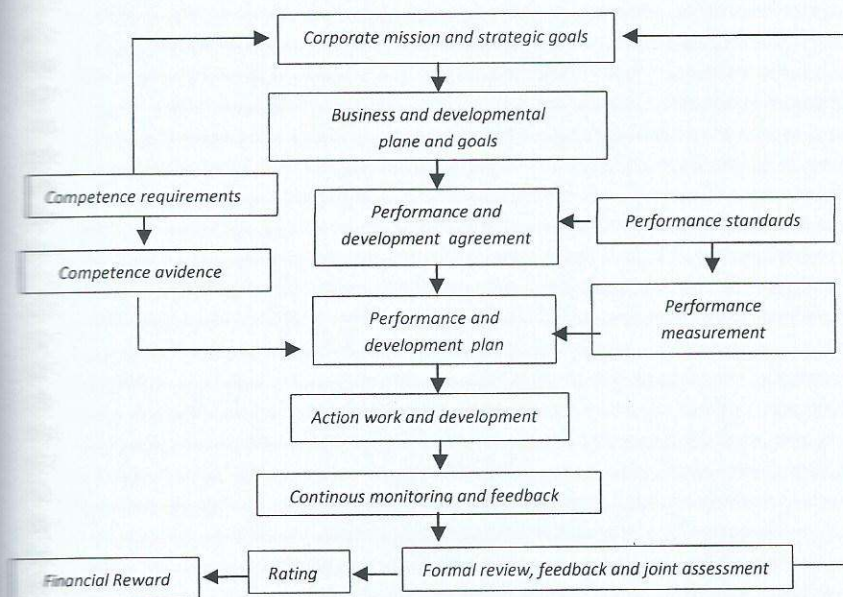 Corporate mission and strategic goals
Business and developmental
plane and goals
Competence requirements
Performance and
development agreement
Performance standards
Competence avidence
Performance and
development plan
Performance
measurement
Action work and development
Continous monitoring and feedback
Formal review, feedback and joint assessment
Rating
Financial Reward